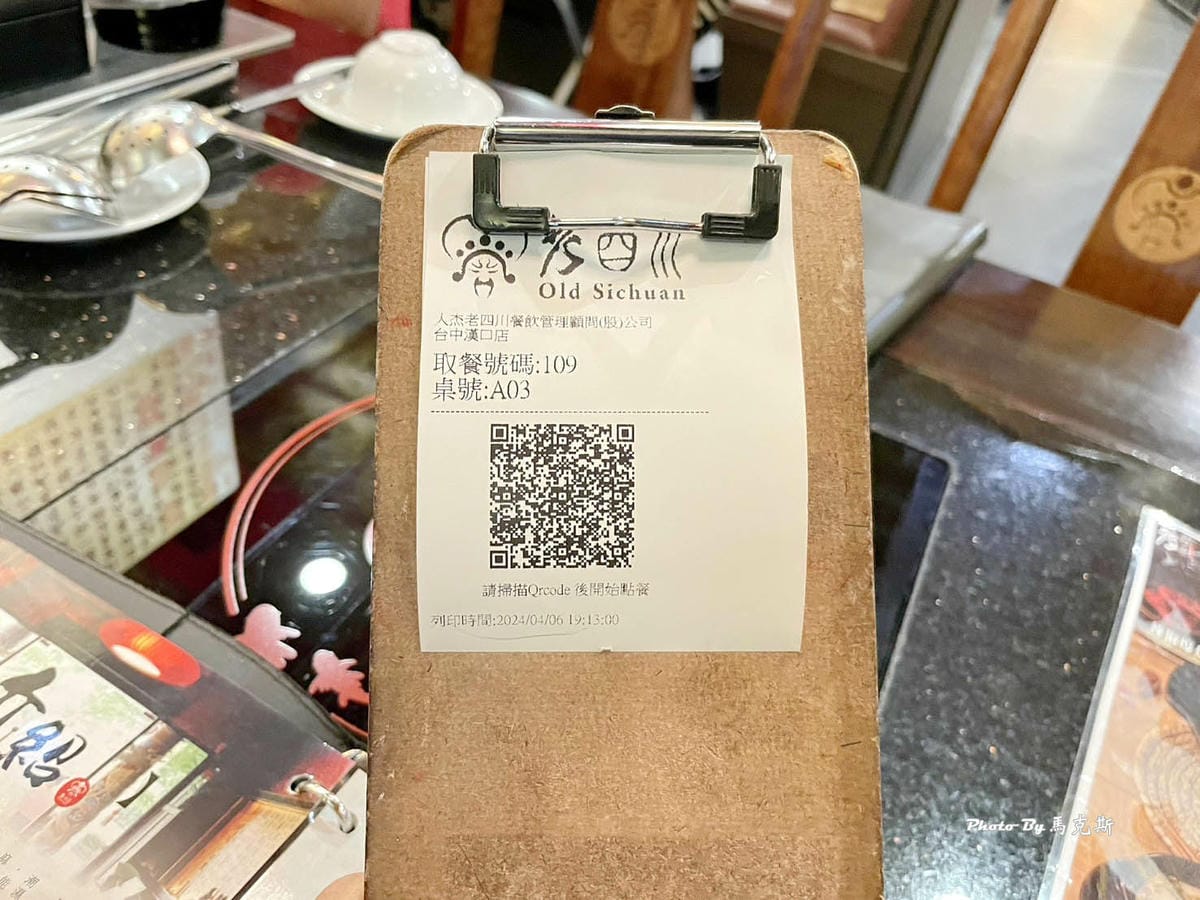 老四川
Old Sichuan
人杰老四川餐飲管理顧問(股)公司
台中漢口店
取餐號碼:109
桌號:A03
請掃描Qrcode 後開始點餐
列印時間:2024/04/06 19:13:00
紹
Photo By 馬克斯